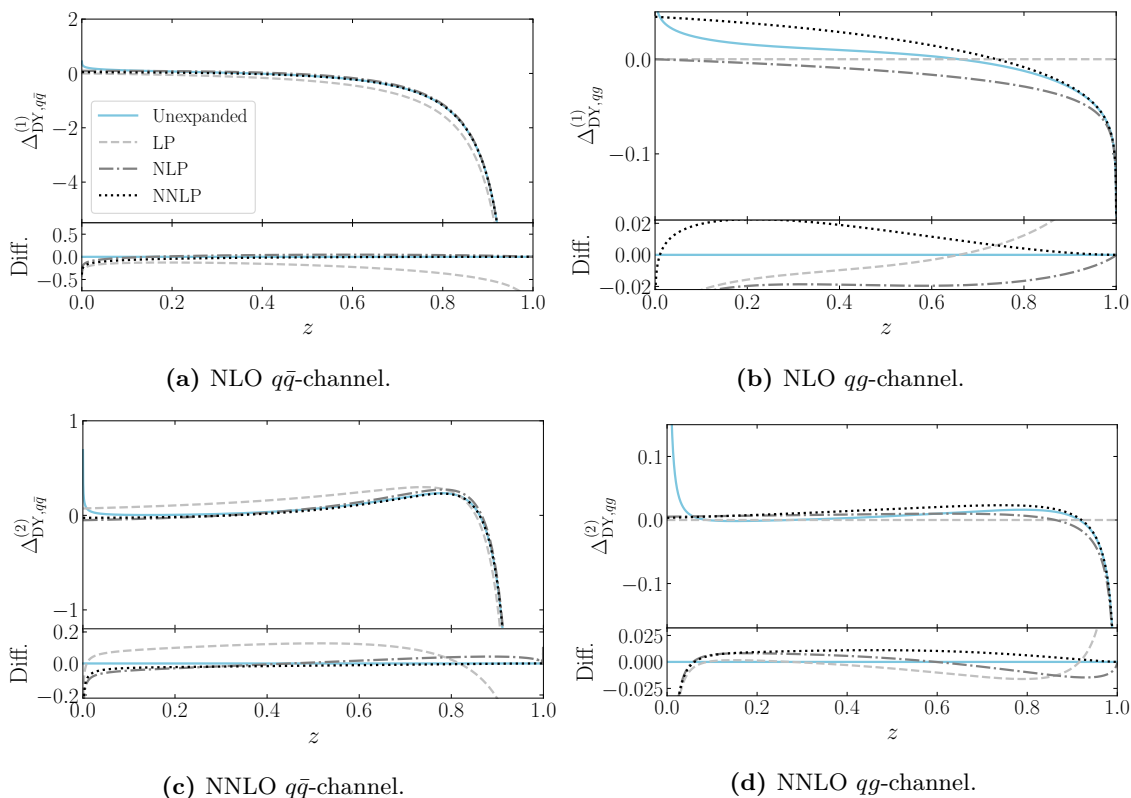 2
0
−2
−4
Δ^{(1)}_{DY,qq̄}
Unexpanded
LP
NLP
NNLP
0.5
0.0
−0.5
Diff.
0.0 0.2 0.4 0.6 0.8 1.0
z
(a) NLO qq̄-channel.
0.0
−0.1
Δ^{(1)}_{DY,qg}
0.02
0.00
−0.02
Diff.
0.0 0.2 0.4 0.6 0.8 1.0
z
(b) NLO qg-channel.
1
0
−1
Δ^{(2)}_{DY,qq̄}
0.2
0.0
−0.2
Diff.
0.0 0.2 0.4 0.6 0.8 1.0
z
(c) NNLO qq̄-channel.
0.1
0.0
−0.1
Δ^{(2)}_{DY,qg}
0.025
0.000
−0.025
Diff.
0.0 0.2 0.4 0.6 0.8 1.0
z
(d) NNLO qg-channel.